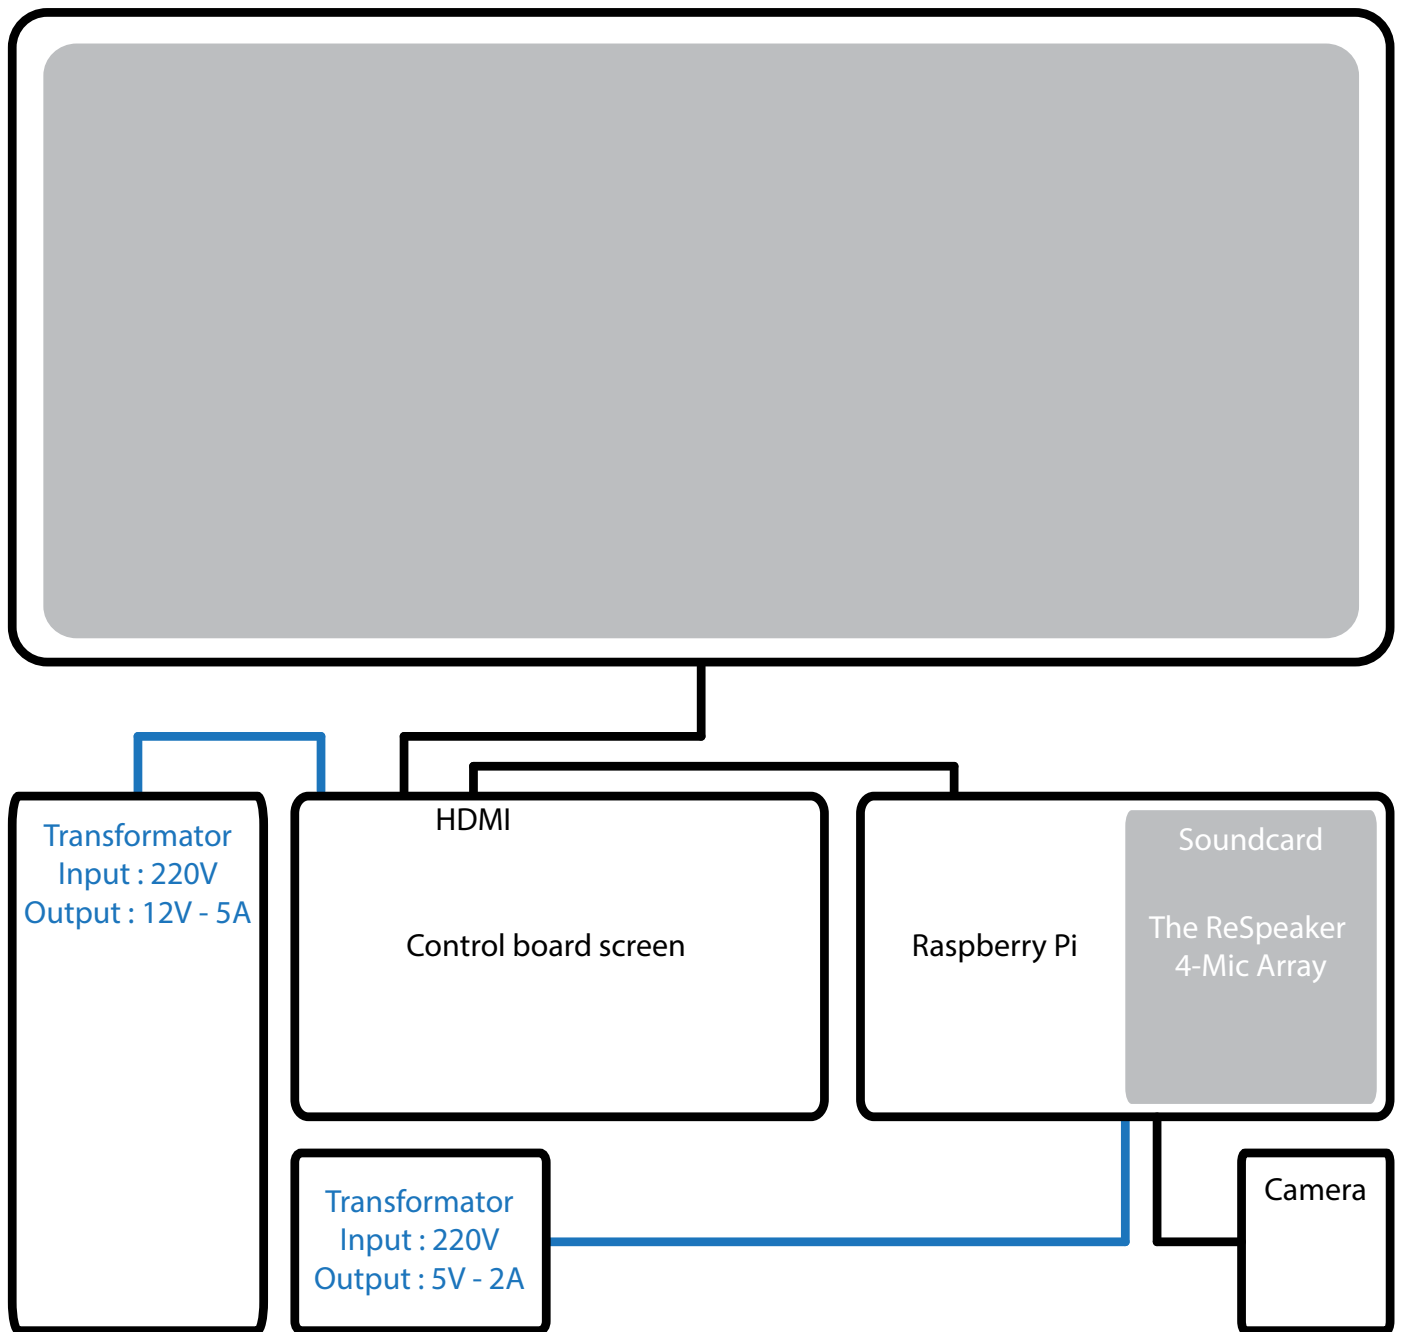 HDMI
Transformator
Input : 220V
Output : 12V - 5A
Control board screen
Raspberry Pi
Soundcard
The ReSpeaker
4-Mic Array
Transformator
Input : 220V
Output : 5V - 2A
Camera